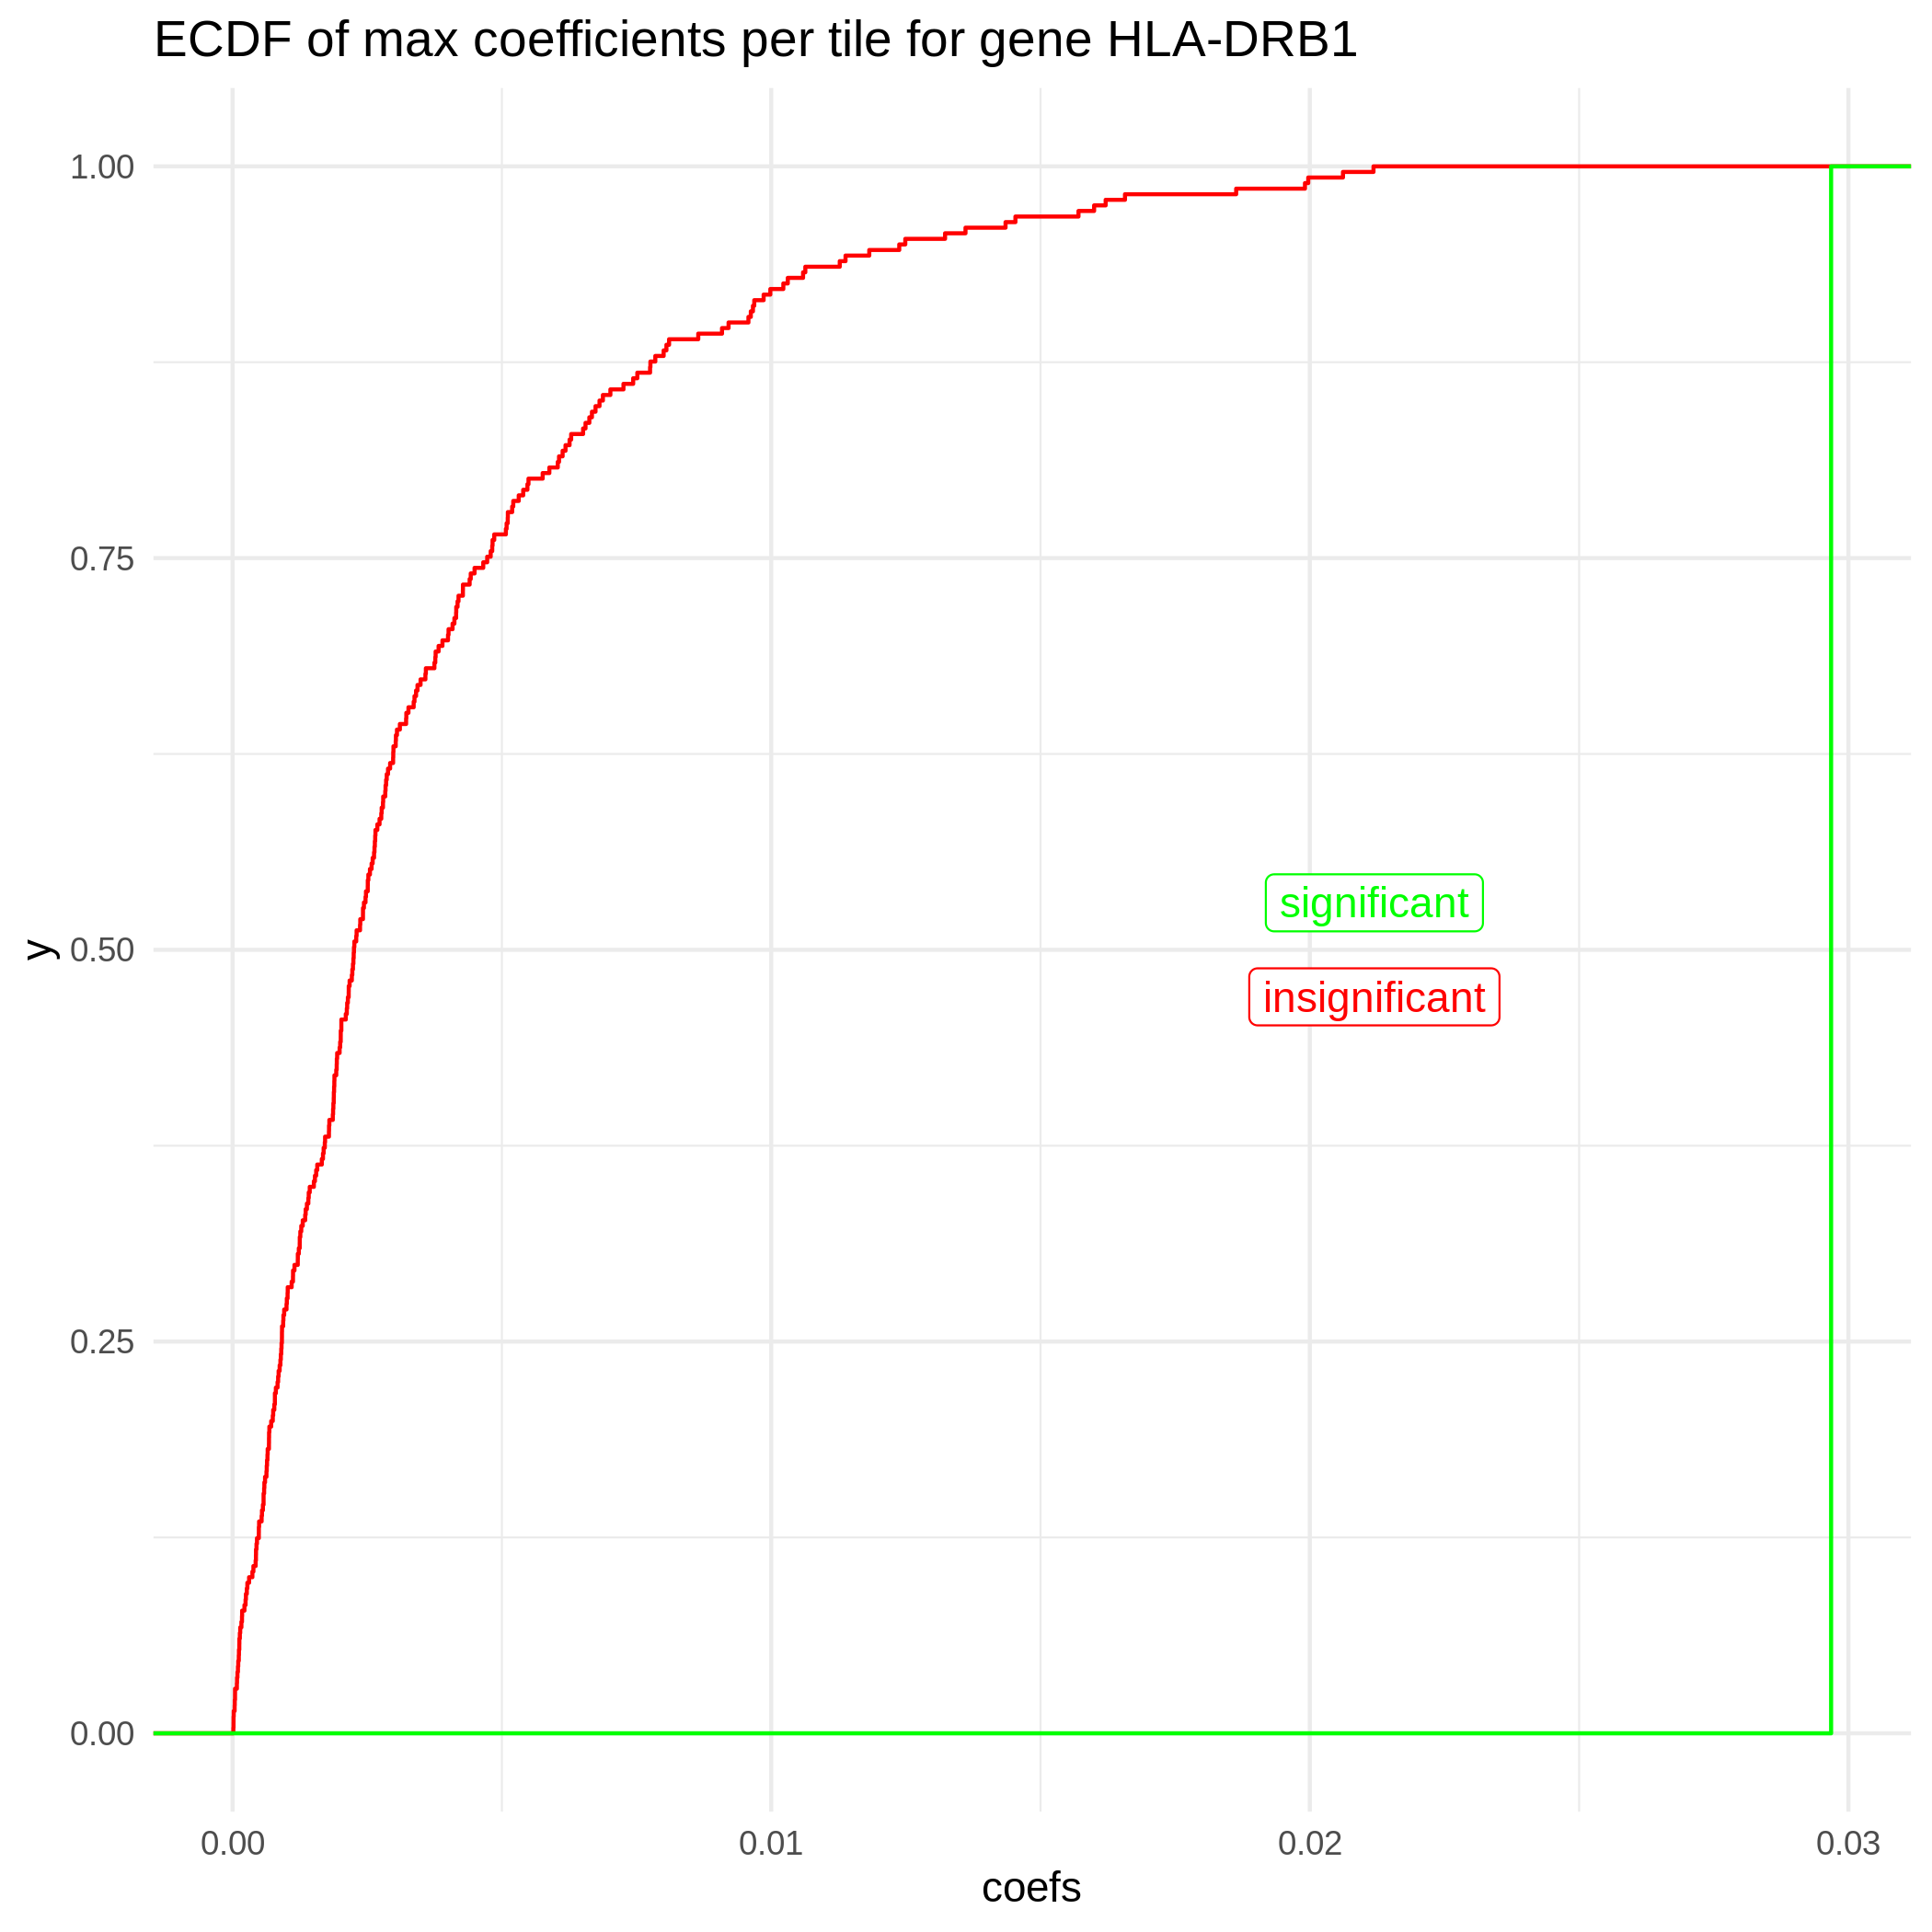 ECDF of max coefficients per tile for gene HLA-DRB1
1.00
0.75
0.50
0.25
0.00
y
significant
insignificant
0.00 0.01 0.02 0.03
coefs